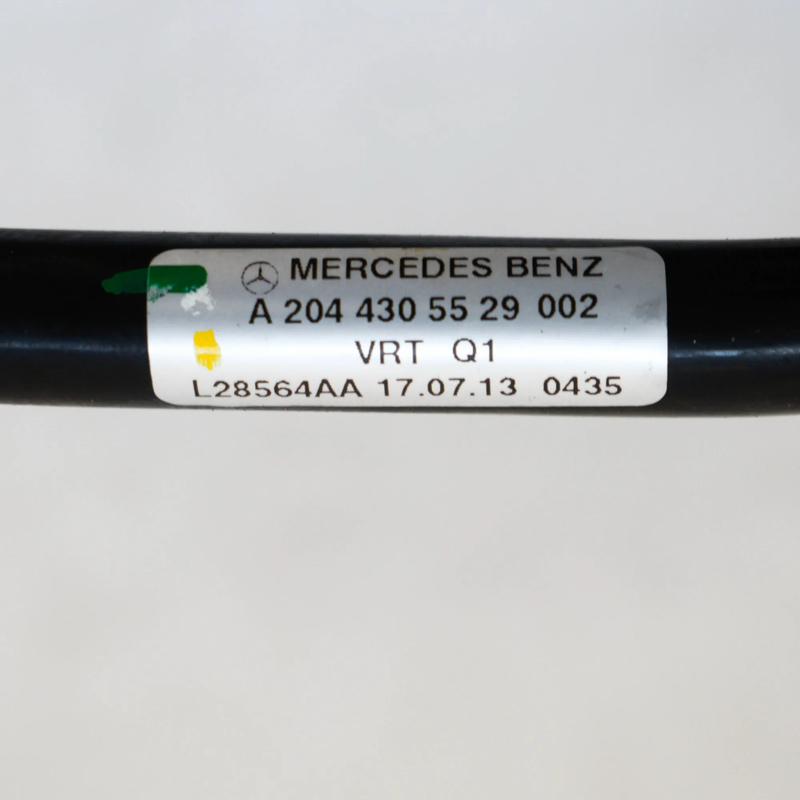 MERCEDES BENZ
A 204 430 55 29 002
VRT Q1
L28564AA 17.07.13 0435